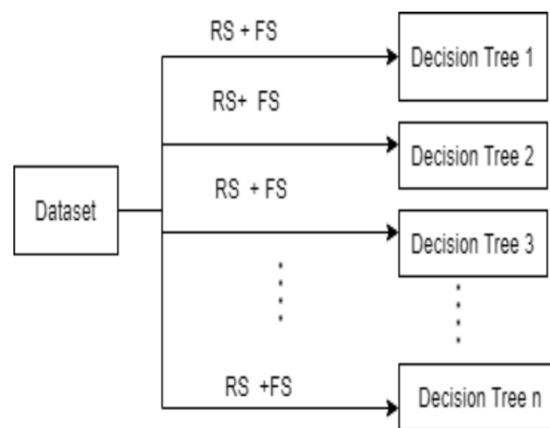 RS + FS
Decision Tree 1
RS+ FS
Decision Tree 2
RS + FS
Dataset
Decision Tree 3
RS +FS
Decision Tree n